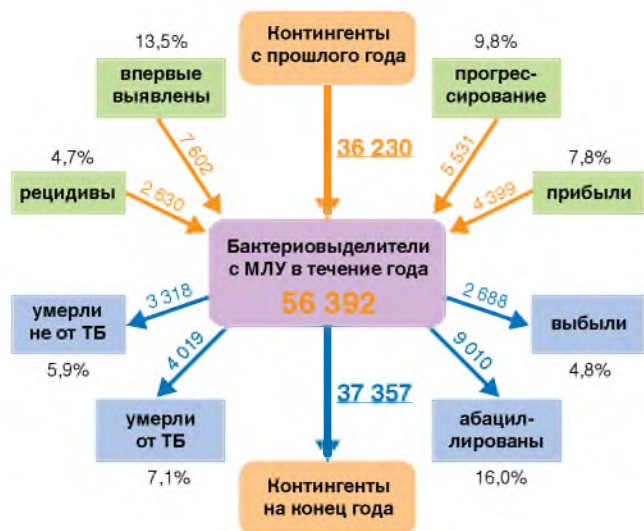 13,5%
Контингенты
с прошлого года
9,8%
впервые
выявлены
прогрес-
сирование
4,7%
7 602
36 230
5 531
7,8%
рецидивы
2 630
4 399
прибыли
Бактериовыделители
с МЛУ в течение года
56 392
умерли
не от ТБ
3 318
2 688
выбыли
5,9%
4 019
9 010
4,8%
37 357
умерли
от ТБ
абацил-
лированы
7,1%
Контингенты
на конец года
16,0%